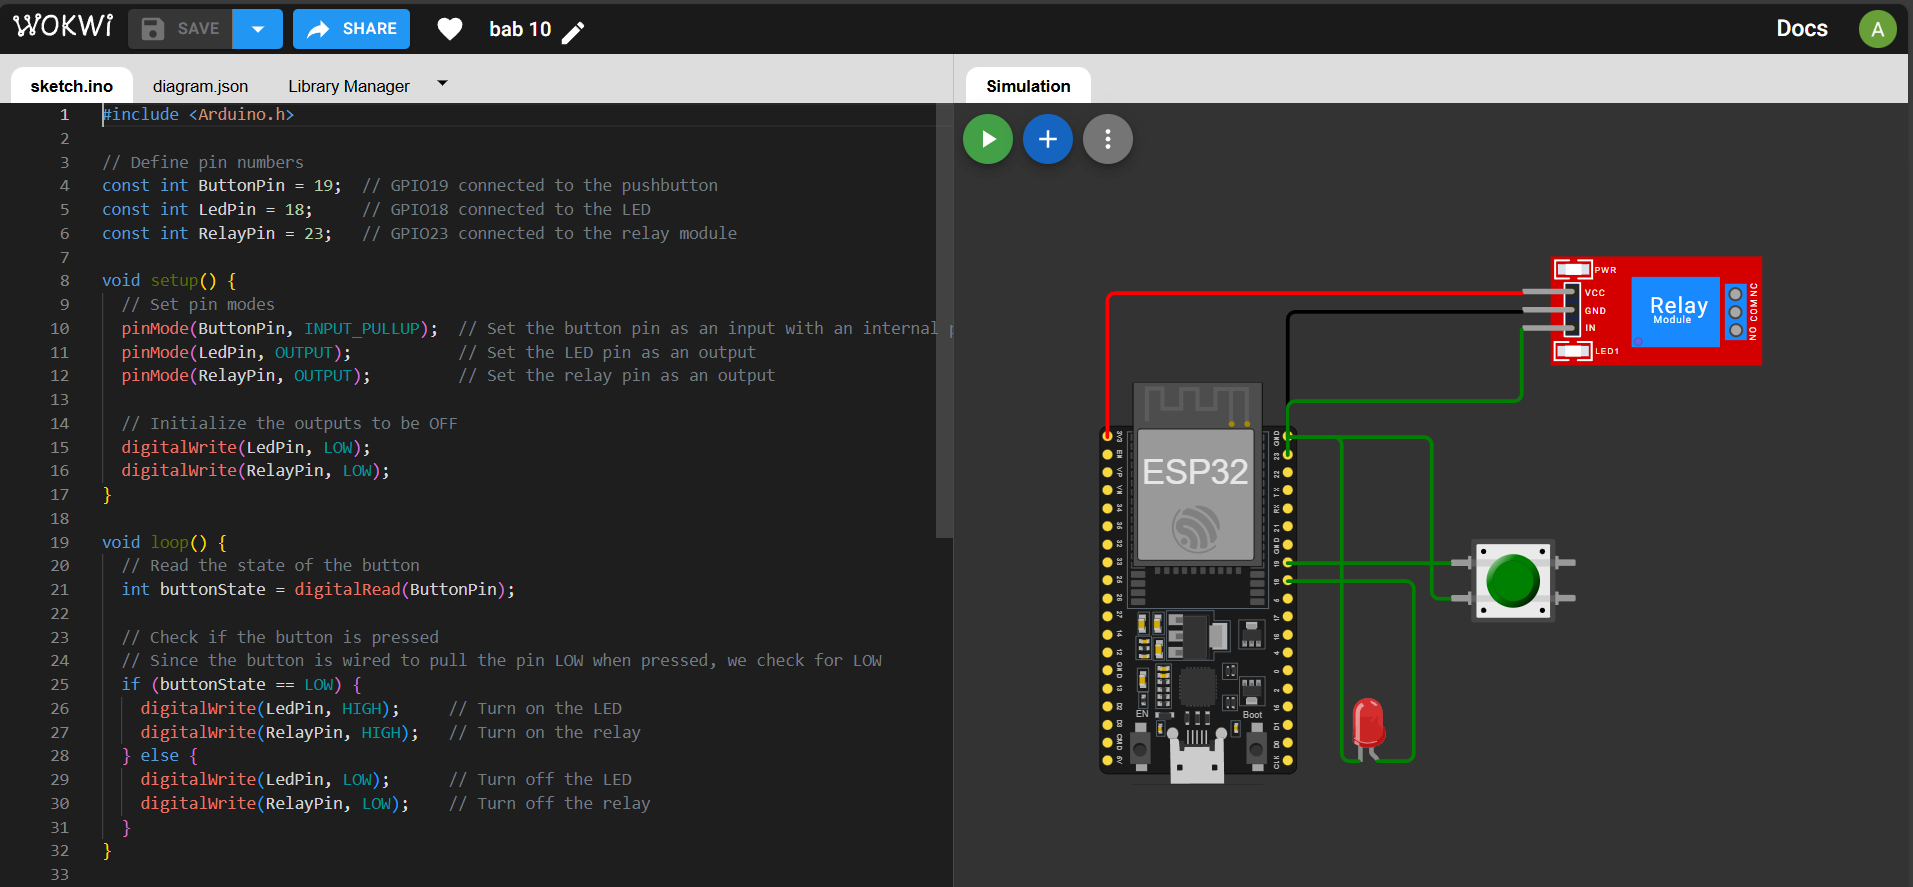 WOKWI SAVE SHARE bab 10 Docs A
sketch.ino diagram.json Library Manager Simulation
1 #include <Arduino.h>
2
3 // Define pin numbers
4 const int ButtonPin = 19;  // GPIO19 connected to the pushbutton
5 const int LedPin = 18;     // GPIO18 connected to the LED
6 const int RelayPin = 23;   // GPIO23 connected to the relay module
7
8 void setup() {
9   // Set pin modes
10   pinMode(ButtonPin, INPUT_PULLUP);  // Set the button pin as an input with an internal
11   pinMode(LedPin, OUTPUT);           // Set the LED pin as an output
12   pinMode(RelayPin, OUTPUT);         // Set the relay pin as an output
13
14   // Initialize the outputs to be OFF
15   digitalWrite(LedPin, LOW);
16   digitalWrite(RelayPin, LOW);
17 }
18
19 void loop() {
20   // Read the state of the button
21   int buttonState = digitalRead(ButtonPin);
22
23   // Check if the button is pressed
24   // Since the button is wired to pull the pin LOW when pressed, we check for LOW
25   if (buttonState == LOW) {
26     digitalWrite(LedPin, HIGH);     // Turn on the LED
27     digitalWrite(RelayPin, HIGH);   // Turn on the relay
28   } else {
29     digitalWrite(LedPin, LOW);      // Turn off the LED
30     digitalWrite(RelayPin, LOW);    // Turn off the relay
31   }
32 }
33
PWR
VCC
GND
IN
LED1
Relay
Module
NO COM NC
ESP32
EN
Boot